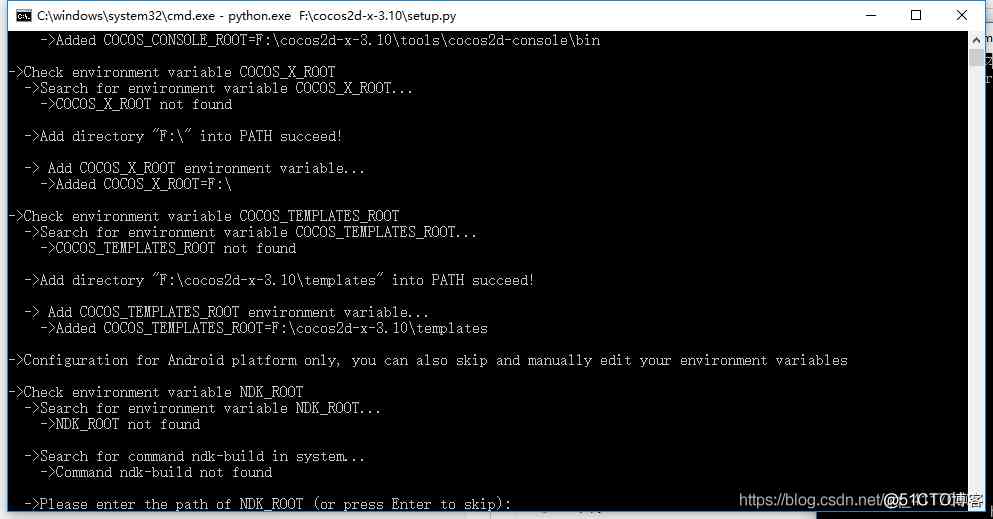 C:\windows\system32\cmd.exe - python.exe  F:\cocos2d-x-3.10\setup.py
->Added COCOS_CONSOLE_ROOT=F:\cocos2d-x-3.10\tools\cocos2d-console\bin
->Check environment variable COCOS_X_ROOT
->Search for environment variable COCOS_X_ROOT...
->COCOS_X_ROOT not found
->Add directory "F:\" into PATH succeed!
-> Add COCOS_X_ROOT environment variable...
->Added COCOS_X_ROOT=F:\
->Check environment variable COCOS_TEMPLATES_ROOT
->Search for environment variable COCOS_TEMPLATES_ROOT...
->COCOS_TEMPLATES_ROOT not found
->Add directory "F:\cocos2d-x-3.10\templates" into PATH succeed!
-> Add COCOS_TEMPLATES_ROOT environment variable...
->Added COCOS_TEMPLATES_ROOT=F:\cocos2d-x-3.10\templates
->Configuration for Android platform only, you can also skip and manually edit your environment variables
->Check environment variable NDK_ROOT
->Search for environment variable NDK_ROOT...
->NDK_ROOT not found
->Search for command ndk-build in system...
->Command ndk-build not found
->Please enter the path of NDK_ROOT (or press Enter to skip):
https://blog.csdn.net/
@51CTO博客